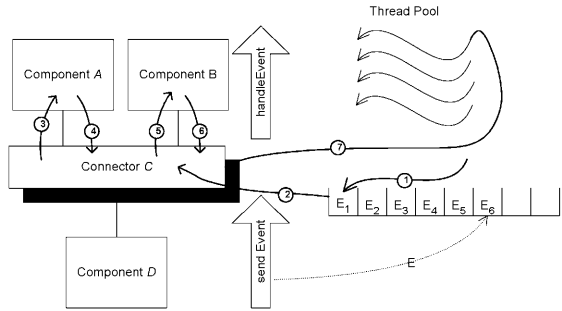 Thread Pool
handleEvent
Component A
Component B
3
4
5
6
7
Connector C
1
2
E1 E2 E3 E4 E5 E6
send Event
E
Component D